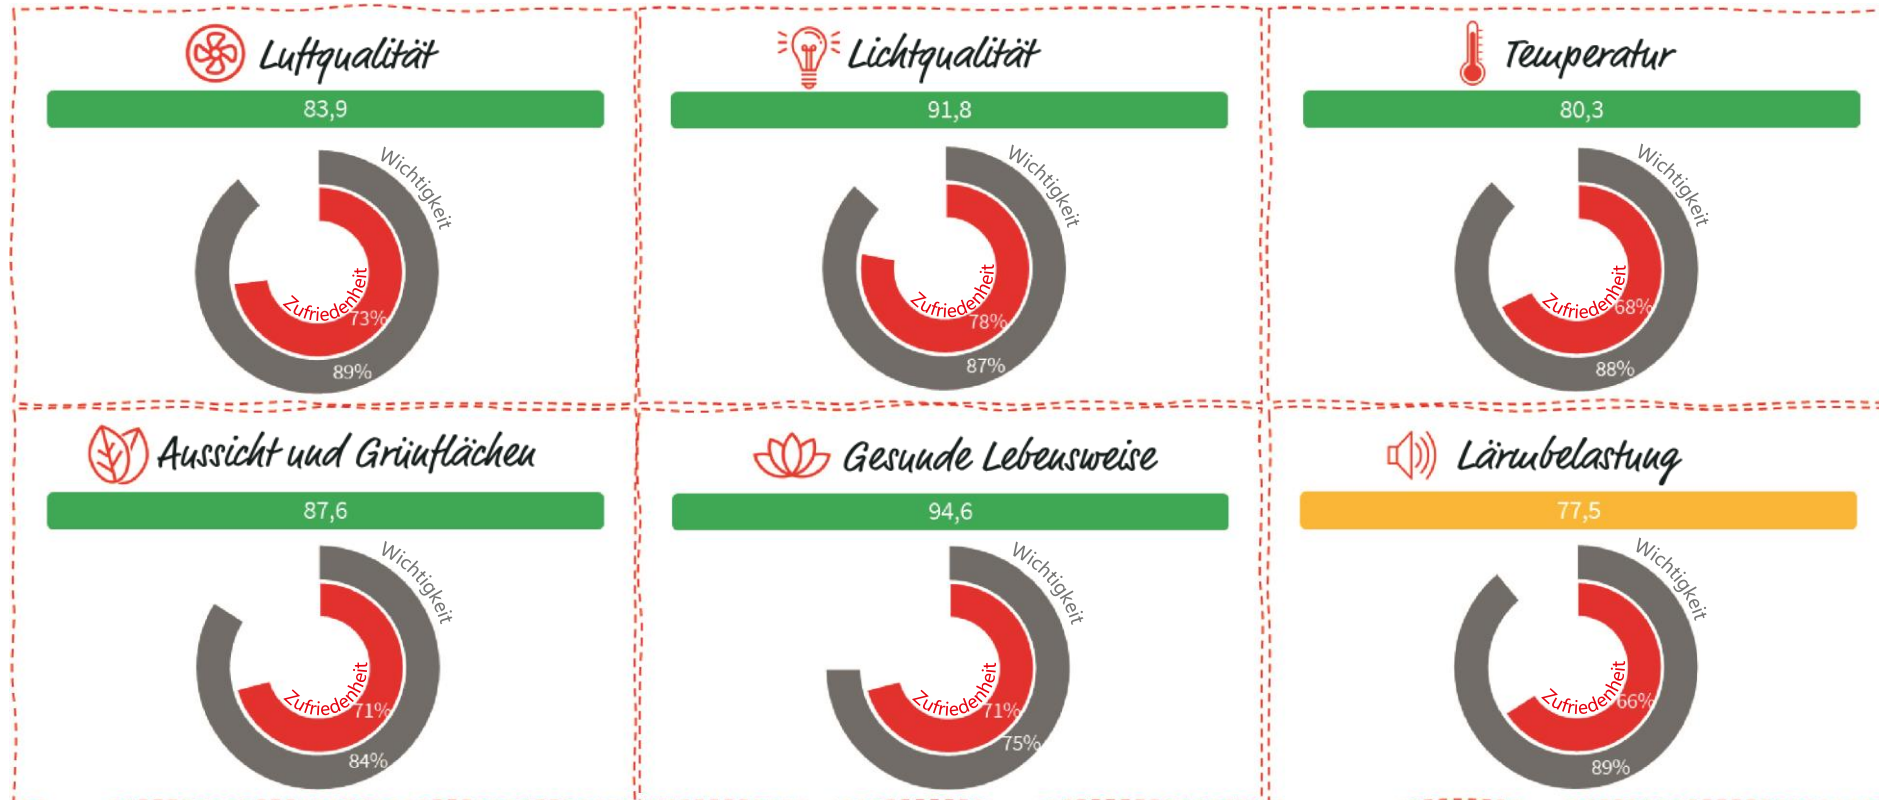 Luftqualität
83,9
Wichtigkeit
Zufriedenheit
73%
89%
Lichtqualität
91,8
Wichtigkeit
Zufriedenheit
78%
87%
Temperatur
80,3
Wichtigkeit
Zufriedenheit
68%
88%
Aussicht und Grünflächen
87,6
Wichtigkeit
Zufriedenheit
71%
84%
Gesunde Lebensweise
94,6
Wichtigkeit
Zufriedenheit
71%
75%
Lärmbelastung
77,5
Wichtigkeit
Zufriedenheit
66%
89%